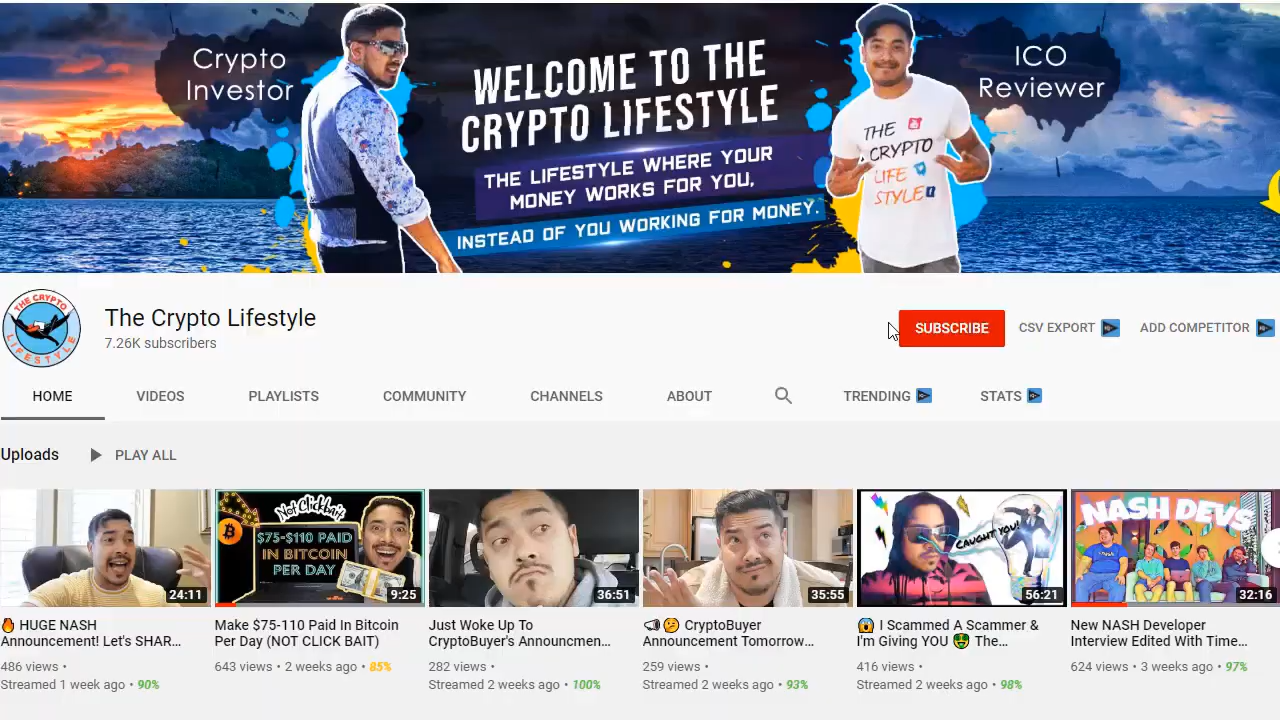 Crypto
Investor
WELCOME TO THE
CRYPTO LIFESTYLE
THE LIFESTYLE WHERE YOUR
MONEY WORKS FOR YOU,
INSTEAD OF YOU WORKING FOR MONEY.
THE
CRYPTO
LIFE
STYLE
ICO
Reviewer
THE CRYPTO
LIFESTYLE
The Crypto Lifestyle
7.26K subscribers
SUBSCRIBE
CSV EXPORT
ADD COMPETITOR
HOME
VIDEOS
PLAYLISTS
COMMUNITY
CHANNELS
ABOUT
TRENDING
STATS
Uploads
PLAY ALL
24:11
Not Clickbait
$75-$110 PAID
IN BITCOIN
PER DAY
9:25
36:51
35:55
CAUGHT YOU!
56:21
NASH DEVS
32:16
🔥 HUGE NASH
Announcement! Let's SHAR...
486 views •
Streamed 1 week ago • 90%
Make $75-110 Paid In Bitcoin
Per Day (NOT CLICK BAIT)
643 views • 2 weeks ago • 85%
Just Woke Up To
CryptoBuyer's Announcmen...
282 views •
Streamed 2 weeks ago • 100%
📢🤔 CryptoBuyer
Announcement Tomorrow...
259 views •
Streamed 2 weeks ago • 93%
😱 I Scammed A Scammer &
I'm Giving YOU 🤑 The...
416 views •
Streamed 2 weeks ago • 98%
New NASH Developer
Interview Edited With Time...
624 views • 3 weeks ago • 97%